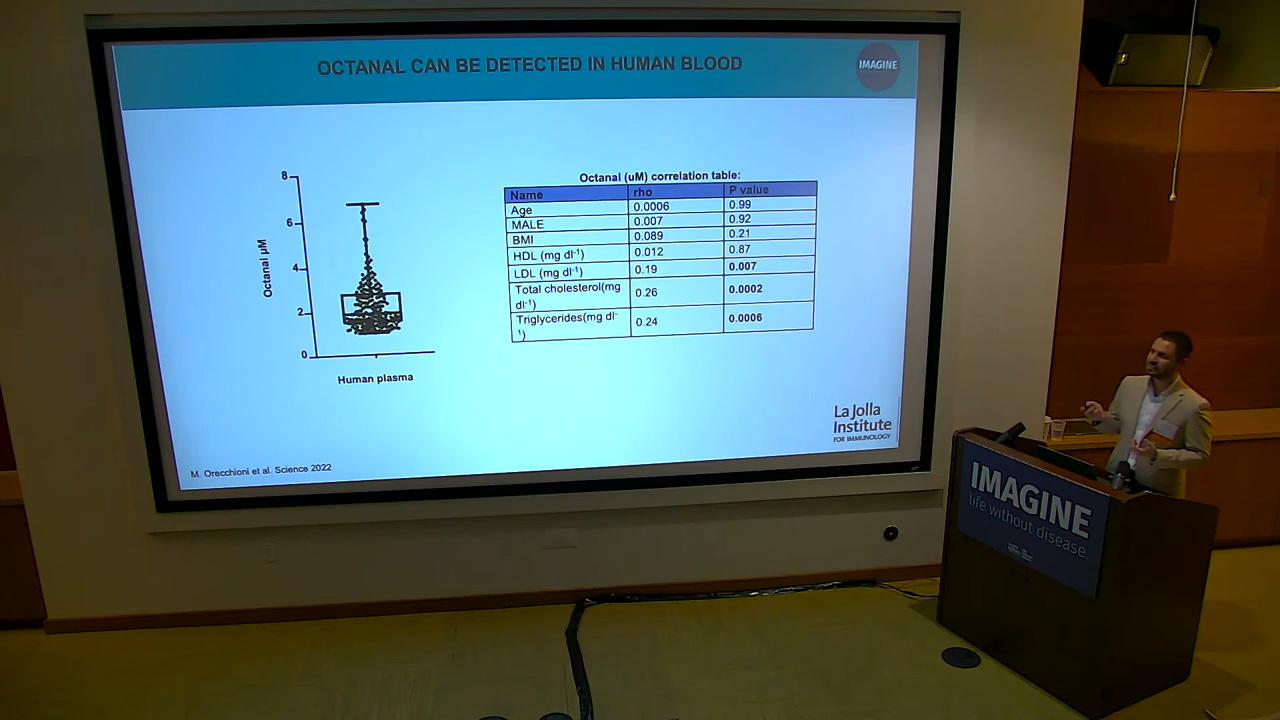 OCTANAL CAN BE DETECTED IN HUMAN BLOOD
IMAGINE
8
6
4
2
0
Octanal µM
Human plasma
Octanal (uM) correlation table:
Name rho P value
Age 0.0006 0.99
MALE 0.007 0.92
BMI 0.089 0.21
HDL (mg dl-1) 0.012 0.87
LDL (mg dl-1) 0.19 0.007
Total cholesterol(mg
dl-1) 0.26 0.0002
Triglycerides(mg dl-
1) 0.24 0.0006
La Jolla
Institute
FOR IMMUNOLOGY
M. Orecchioni et al. Science 2022
IMAGINE
life without disease.